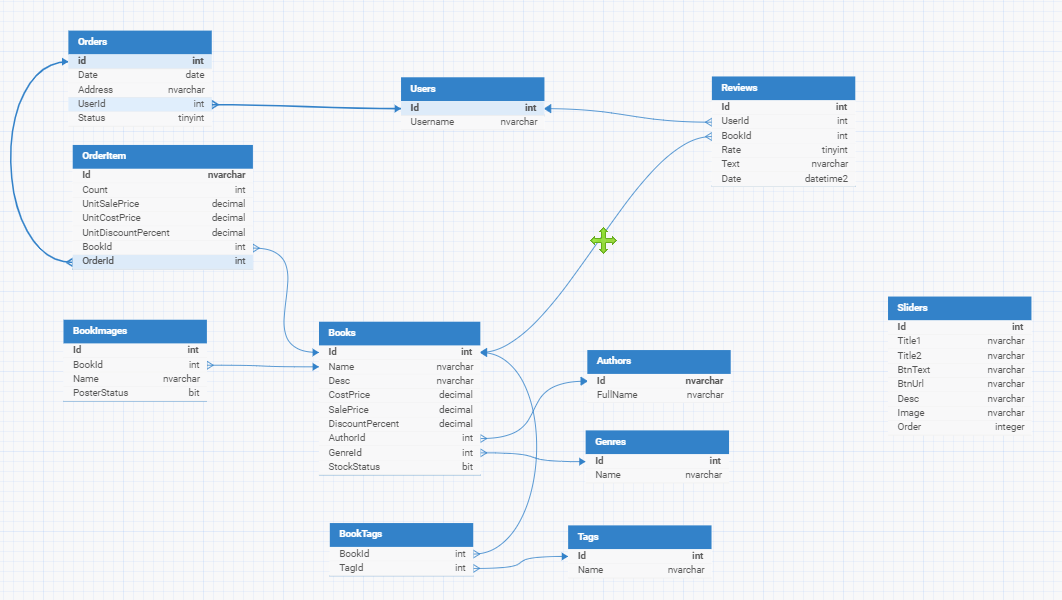 Orders
id int
Date date
Address nvarchar
UserId int
Status tinyint
OrderItem
Id nvarchar
Count int
UnitSalePrice decimal
UnitCostPrice decimal
UnitDiscountPercent decimal
BookId int
OrderId int
Users
Id int
Username nvarchar
Reviews
Id int
UserId int
BookId int
Rate tinyint
Text nvarchar
Date datetime2
BookImages
Id int
BookId int
Name nvarchar
PosterStatus bit
Books
Id int
Name nvarchar
Desc nvarchar
CostPrice decimal
SalePrice decimal
DiscountPercent decimal
AuthorId int
GenreId int
StockStatus bit
Authors
Id nvarchar
FullName nvarchar
Genres
Id int
Name nvarchar
Sliders
Id int
Title1 nvarchar
Title2 nvarchar
BtnText nvarchar
BtnUrl nvarchar
Desc nvarchar
Image nvarchar
Order integer
BookTags
BookId int
TagId int
Tags
Id int
Name nvarchar